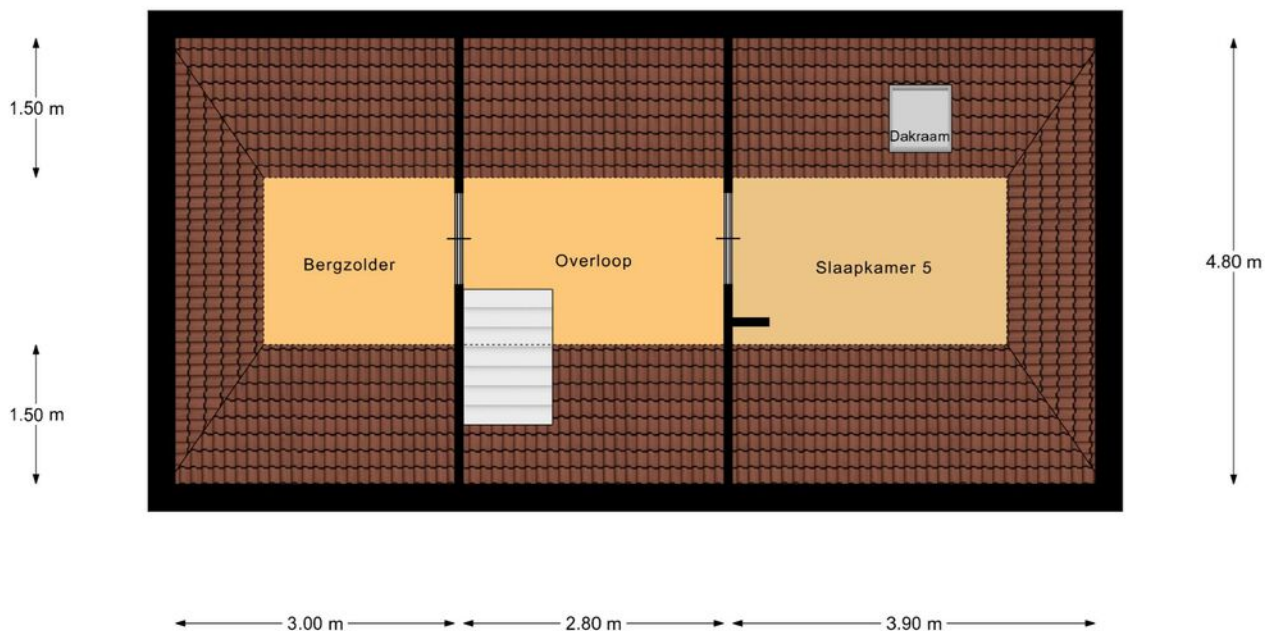 1.50 m
Dakraam
Bergzolder
Overloop
Slaapkamer 5
4.80 m
1.50 m
3.00 m
2.80 m
3.90 m